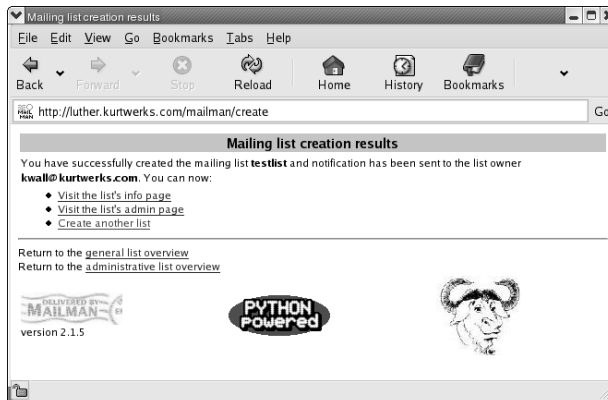 Mailing list creation results
File Edit View Go Bookmarks Tabs Help
Back Forward Stop Reload Home History Bookmarks
http://luther.kurtwerks.com/mailman/create Go
Mailing list creation results
You have successfully created the mailing list testlist and notification has been sent to the list owner
kwall@kurtwerks.com. You can now:
Visit the list's info page
Visit the list's admin page
Create another list
Return to the general list overview
Return to the administrative list overview
DELIVERED BY
MAILMAN
PYTHON
Powered
version 2.1.5